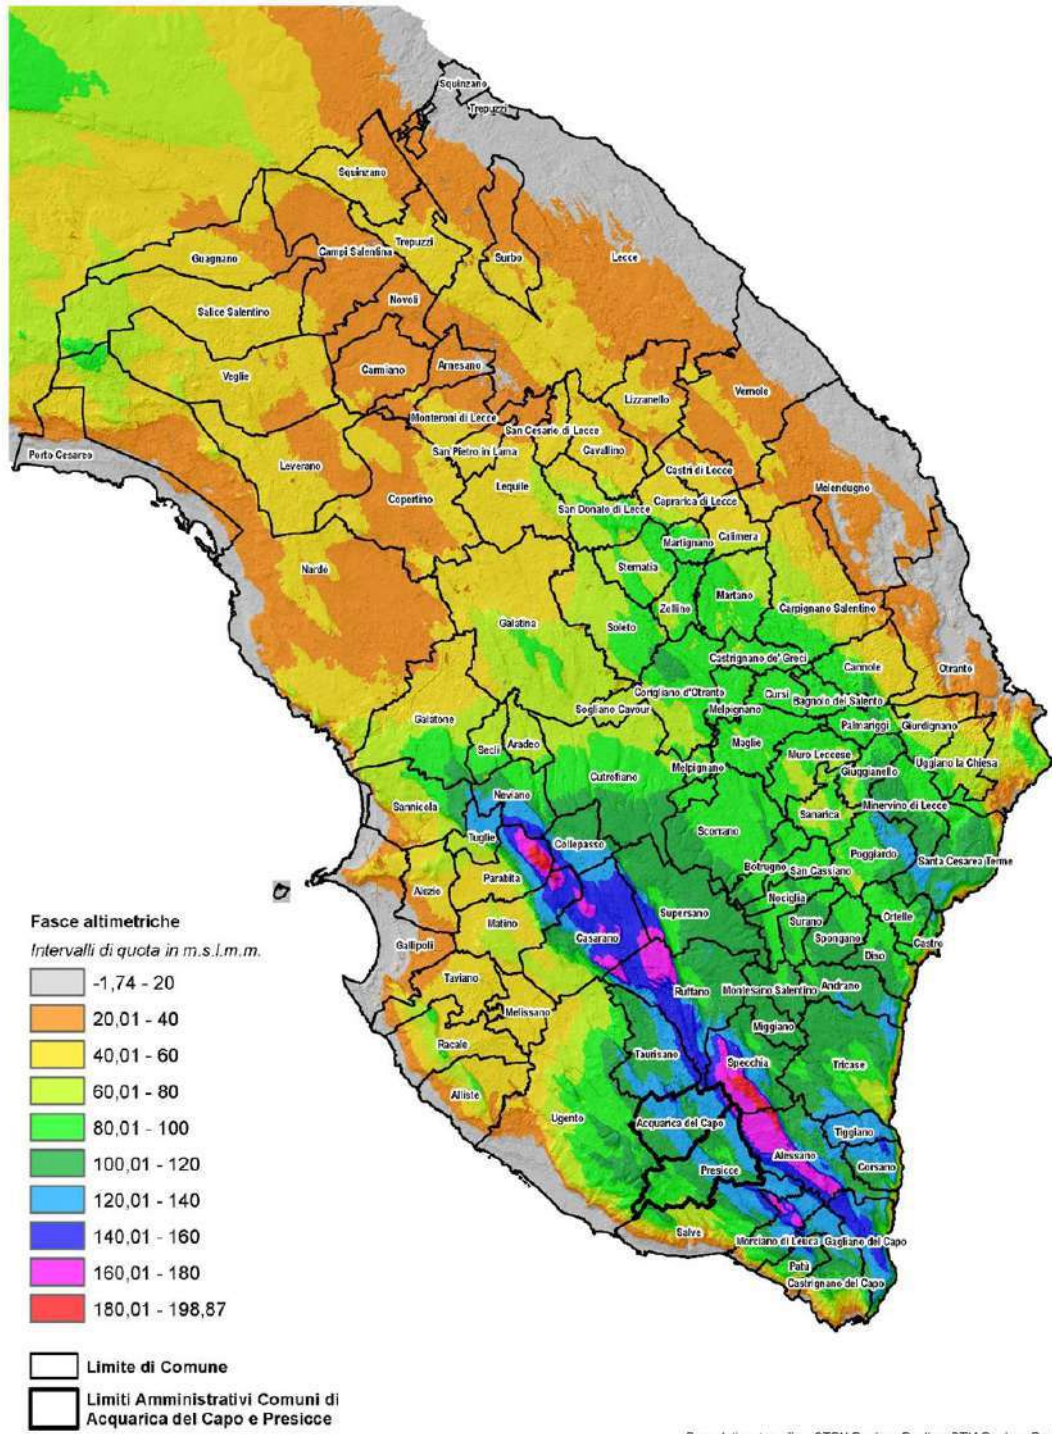 Squinzano
Trepuzzi
Squinzano
Trepuzzi
Surbo
Lecce
Campi Salentina
Guagnano
Novoli
Salice Salentino
Carmiano
Arnesano
Veglie
Vernole
Lizzanello
Monteroni di Lecce
San Cesario di Lecce
San Pietro in Lama
Cavallino
Porto Cesareo
Leverano
Castri di Lecce
Lequile
Melendugno
Copertino
Caprarica di Lecce
San Donato di Lecce
Calimera
Martignano
Nardo
Sternatia
Martano
Zollino
Carpignano Salentino
Galatina
Soleto
Castrignano de' Greci
Cannole
Otranto
Corigliano d'Otranto
Cursi
Bagnolo del Salento
Sogliano Cavour
Melpignano
Galatone
Palmariggi
Giurdignano
Secli
Aradeo
Maglie
Muro Leccese
Melpignano
Uggiano la Chiesa
Giuggianello
Cutrofiano
Neviano
Sannicola
Minervino di Lecce
Sanarica
Scorrano
Tuglie
Collepasso
Poggiardo
Santa Cesarea Terme
Botrugno
San Cassiano
Parabita
Alezio
Nociglia
Supersano
Surano
Ortelle
Matino
Casarano
Spongano
Castro
Gallipoli
Diso
Taviano
Ruffano
Montesano Salentino
Andrano
Melissano
Miggiano
Racale
Taurisano
Specchia
Tricase
Alliste
Ugento
Acquarica del Capo
Tiggiano
Alessano
Corsano
Presicce
Salve
Morciano di Leuca
Gagliano del Capo
Patù
Castrignano del Capo
Fasce altimetriche
Intervalli di quota in m.s.l.m.m.
-1,74 - 20
20,01 - 40
40,01 - 60
60,01 - 80
80,01 - 100
100,01 - 120
120,01 - 140
140,01 - 160
160,01 - 180
180,01 - 198,87
Limite di Comune
Limiti Amministrativi Comuni di
Acquarica del Capo e Presicce